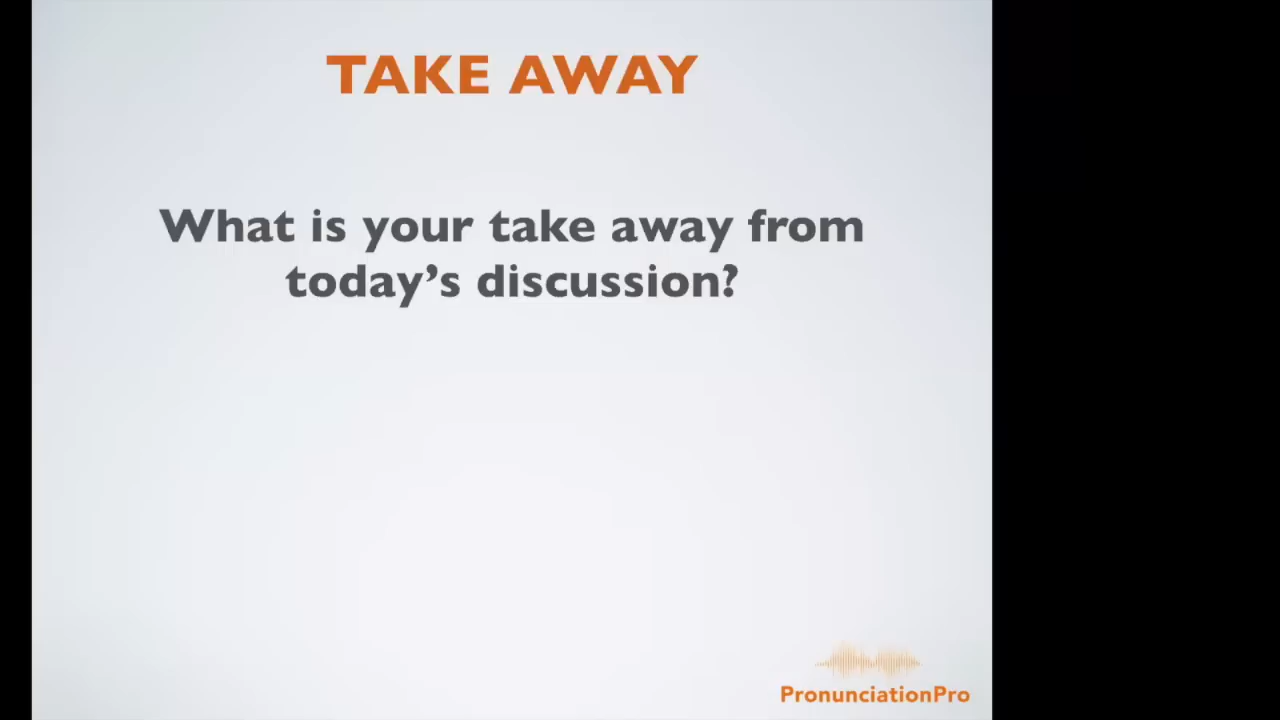 TAKE AWAY
What is your take away from
today’s discussion?
PronunciationPro